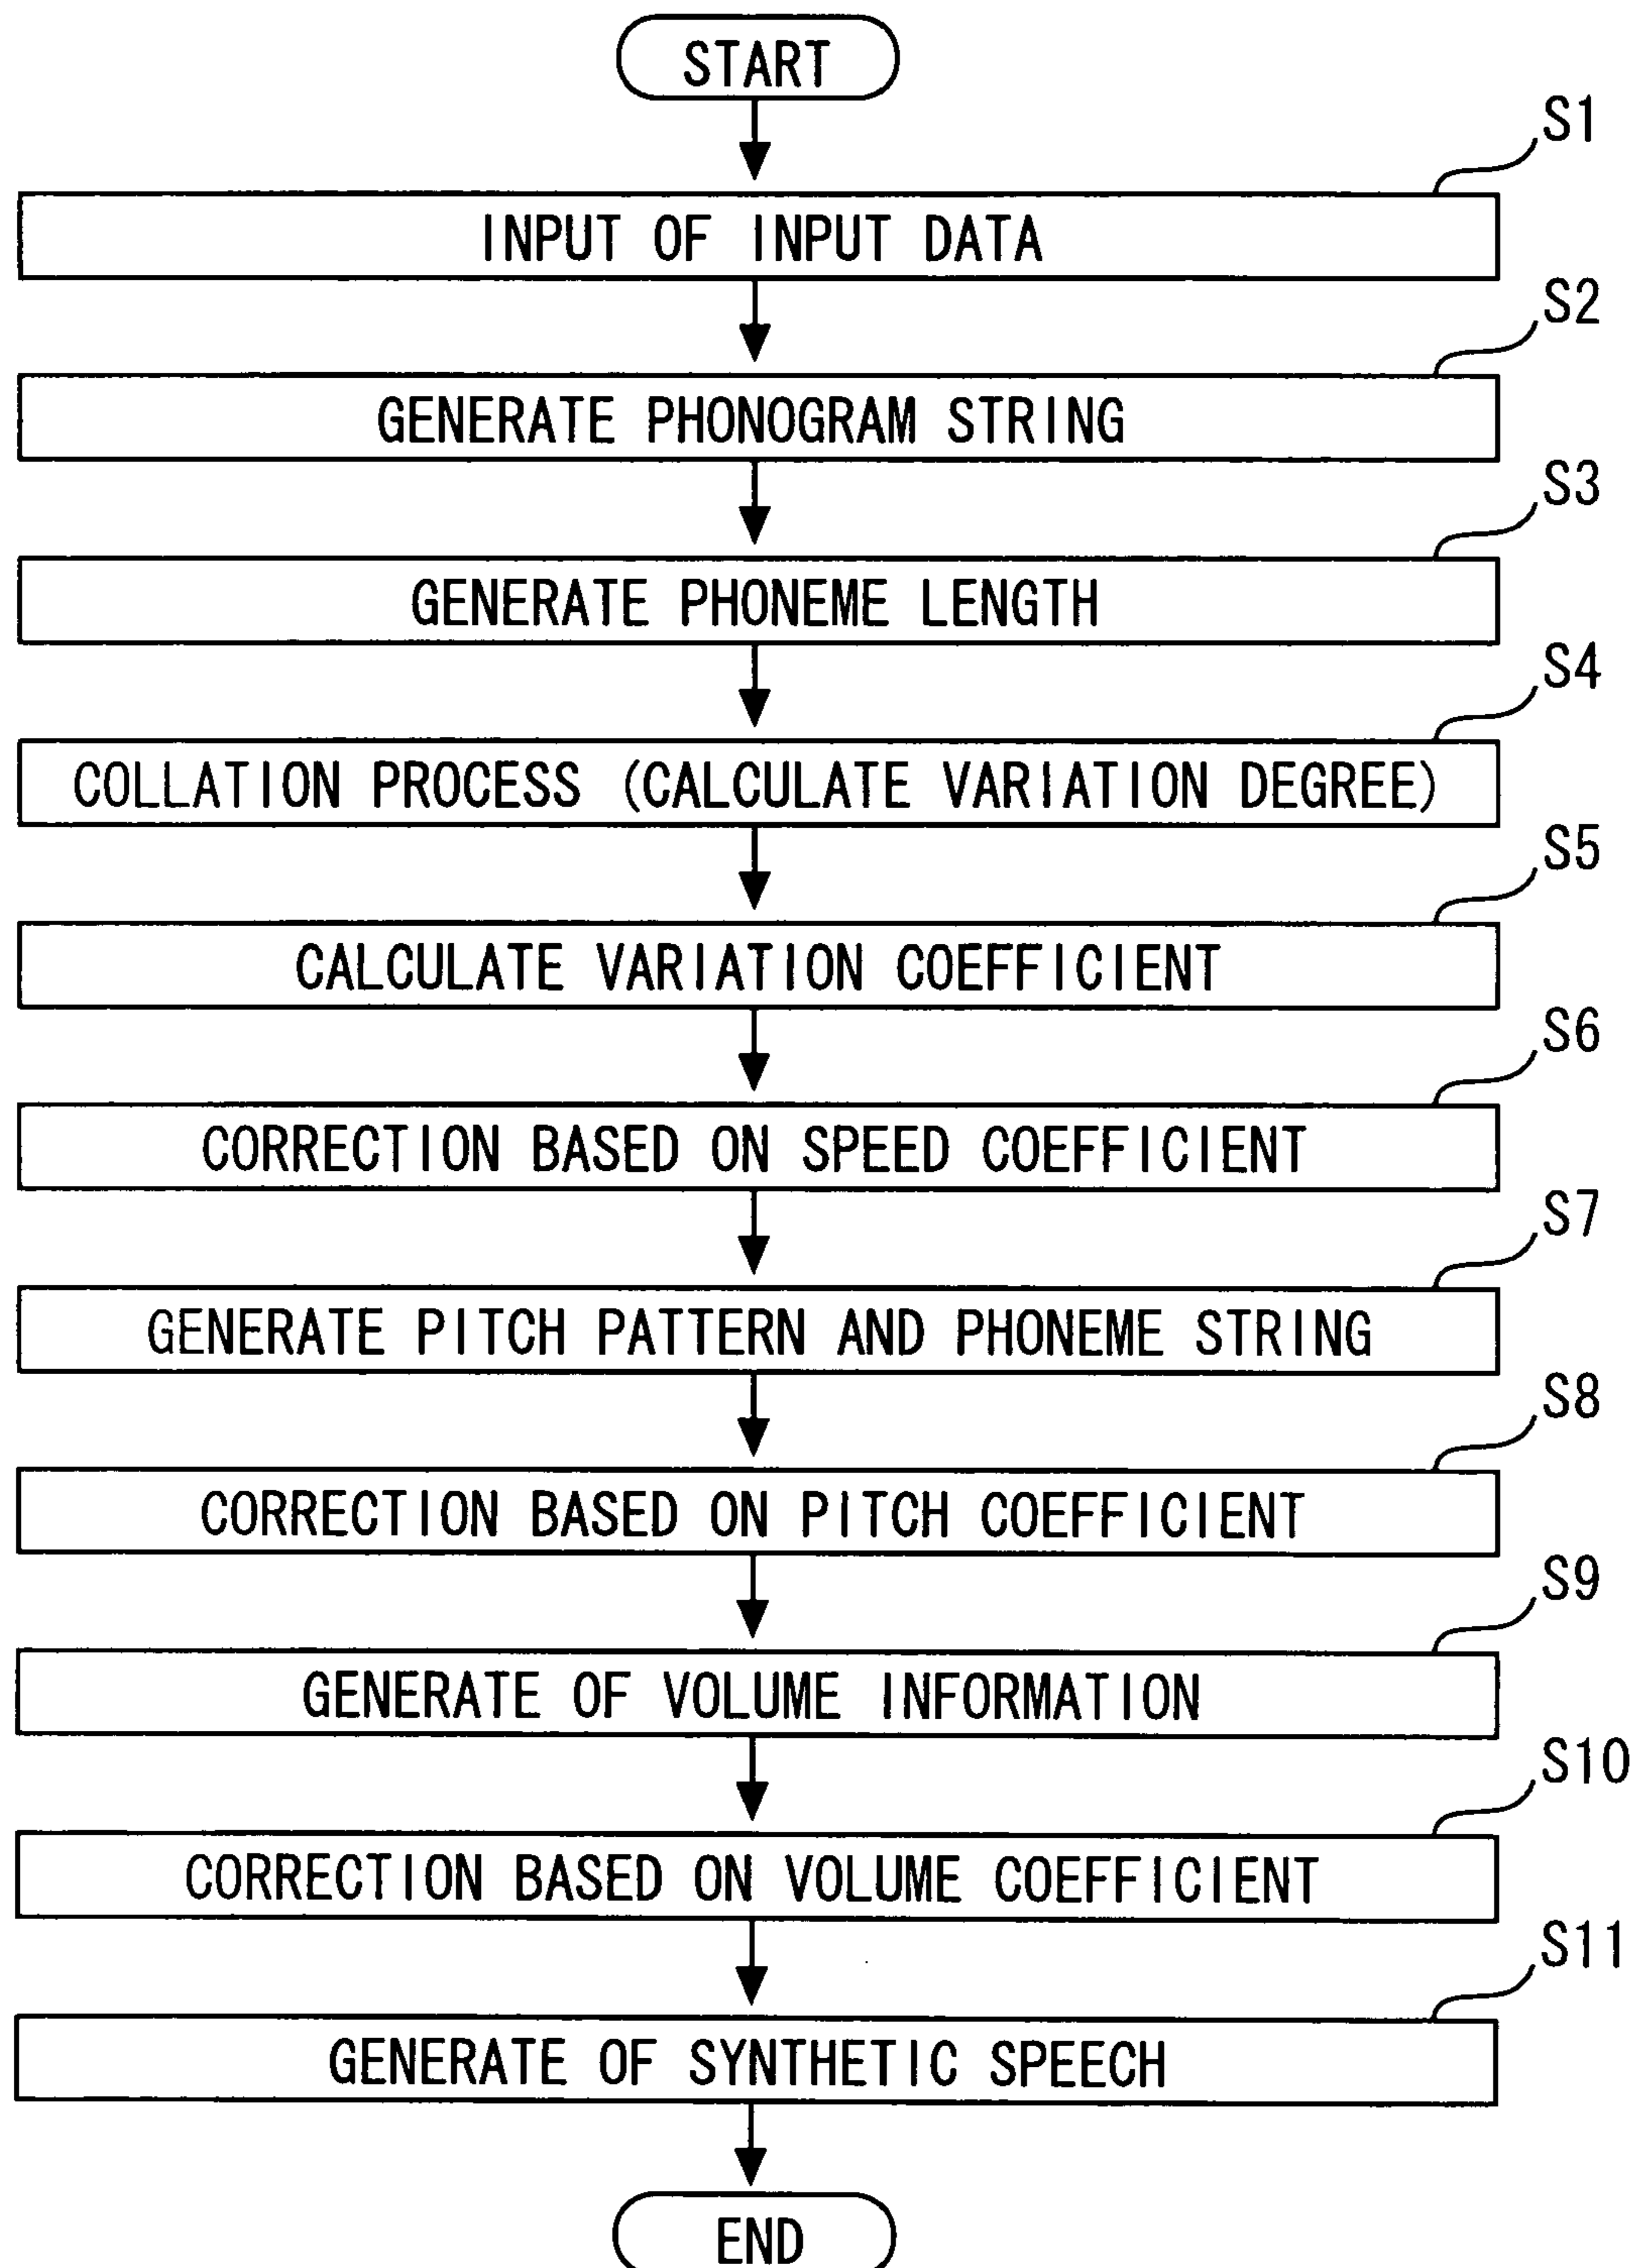 START
S1
INPUT OF INPUT DATA
S2
GENERATE PHONOGRAM STRING
S3
GENERATE PHONEME LENGTH
S4
COLLATION PROCESS (CALCULATE VARIATION DEGREE)
S5
CALCULATE VARIATION COEFFICIENT
S6
CORRECTION BASED ON SPEED COEFFICIENT
S7
GENERATE PITCH PATTERN AND PHONEME STRING
S8
CORRECTION BASED ON PITCH COEFFICIENT
S9
GENERATE OF VOLUME INFORMATION
S10
CORRECTION BASED ON VOLUME COEFFICIENT
S11
GENERATE OF SYNTHETIC SPEECH
END